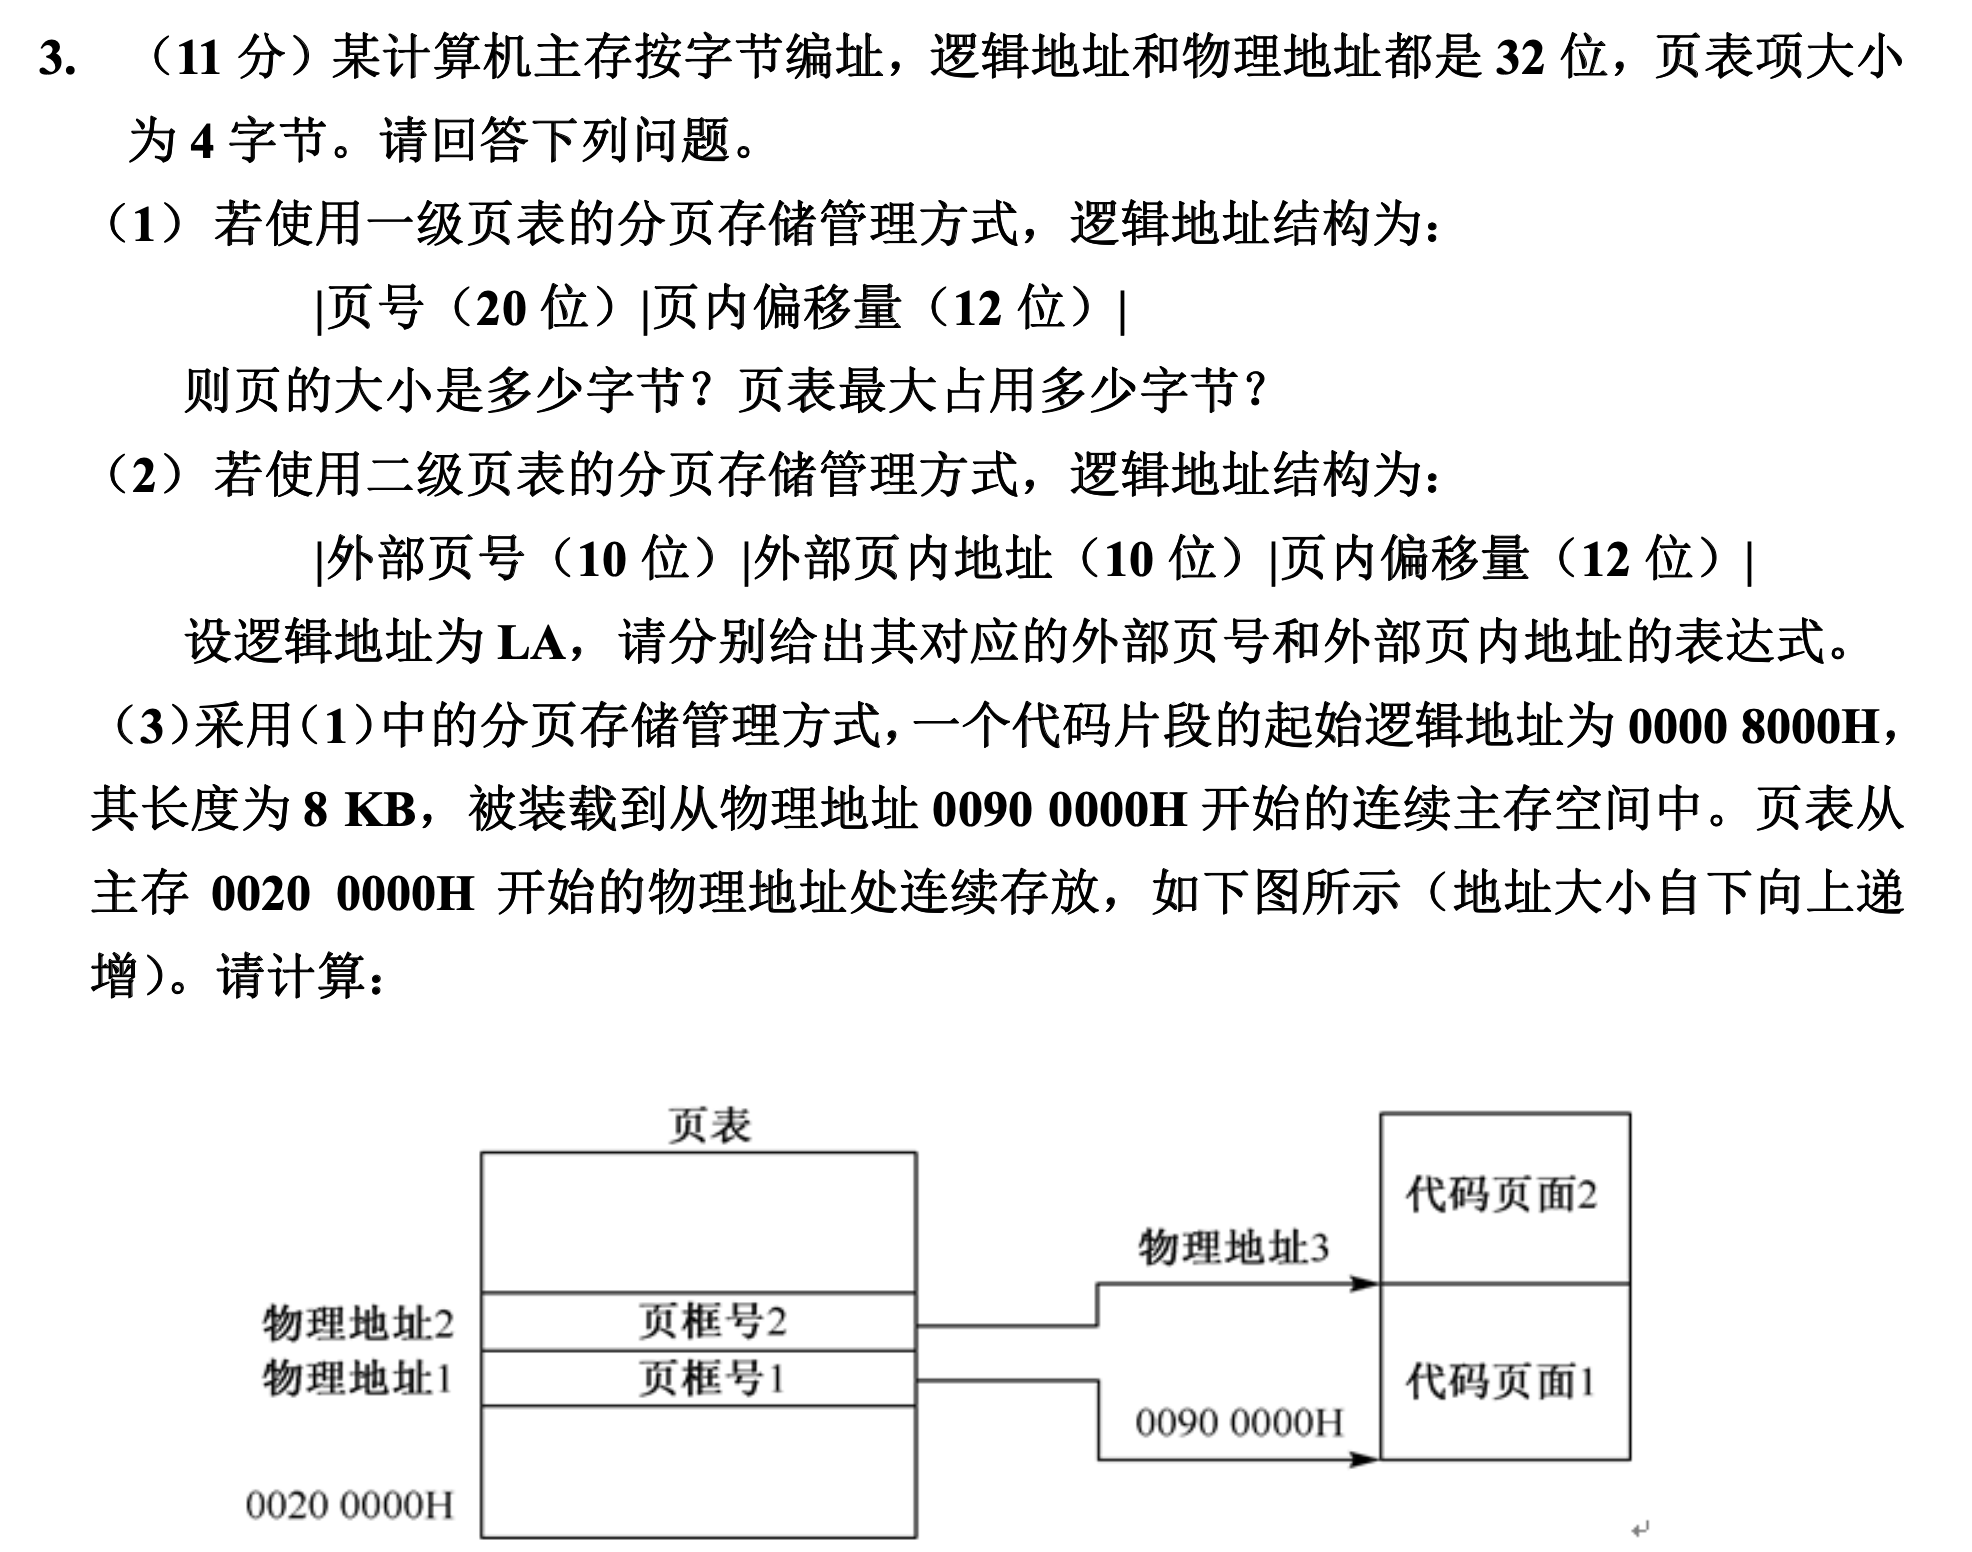 3. （11 分）某计算机主存按字节编址，逻辑地址和物理地址都是 32 位，页表项大小
为 4 字节。请回答下列问题。
（1） 若使用一级页表的分页存储管理方式，逻辑地址结构为：
|页号（20 位）|页内偏移量（12 位）|
则页的大小是多少字节？页表最大占用多少字节？
（2） 若使用二级页表的分页存储管理方式，逻辑地址结构为：
|外部页号（10 位）|外部页内地址（10 位）|页内偏移量（12 位）|
设逻辑地址为 LA，请分别给出其对应的外部页号和外部页内地址的表达式。
（3）采用（1）中的分页存储管理方式，一个代码片段的起始逻辑地址为 0000 8000H，
其长度为 8 KB，被装载到从物理地址 0090 0000H 开始的连续主存空间中。页表从
主存 0020 0000H 开始的物理地址处连续存放，如下图所示（地址大小自下向上递
增）。请计算：
页表
代码页面2
物理地址3
物理地址2 页框号2
物理地址1 页框号1
代码页面1
0090 0000H
0020 0000H